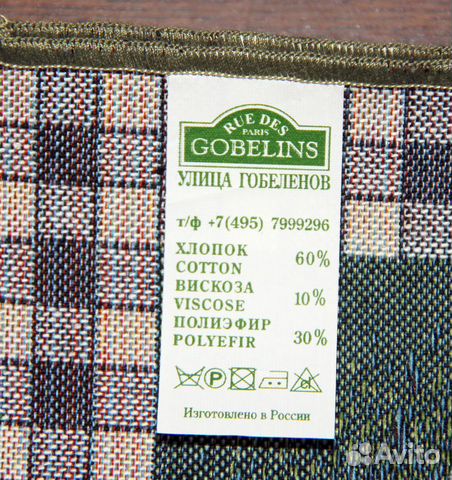 RUE DES
PARIS
GOBELINS
УЛИЦА ГОБЕЛЕНОВ
т/ф +7(495) 7999296
ХЛОПОК 60%
COTTON
ВИСКОЗА 10%
VISCOSE
ПОЛИЭФИР 30%
POLYEFIR
P CL
Изготовлено в России
Avito